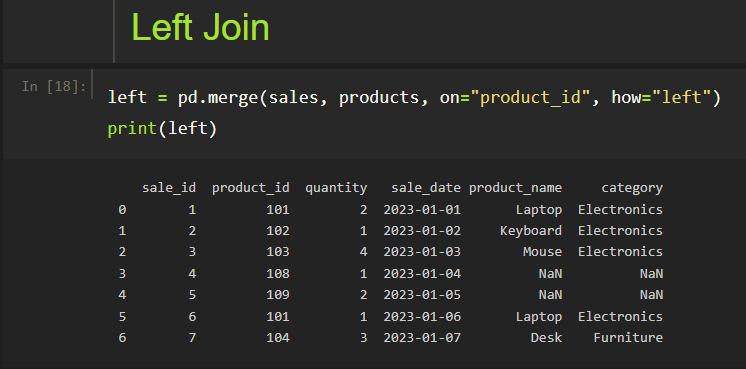 Left Join
In [18]:
left = pd.merge(sales, products, on="product_id", how="left")
print(left)
sale_id product_id quantity sale_date product_name category
0 1 101 2 2023-01-01 Laptop Electronics
1 2 102 1 2023-01-02 Keyboard Electronics
2 3 103 4 2023-01-03 Mouse Electronics
3 4 108 1 2023-01-04 NaN NaN
4 5 109 2 2023-01-05 NaN NaN
5 6 101 1 2023-01-06 Laptop Electronics
6 7 104 3 2023-01-07 Desk Furniture